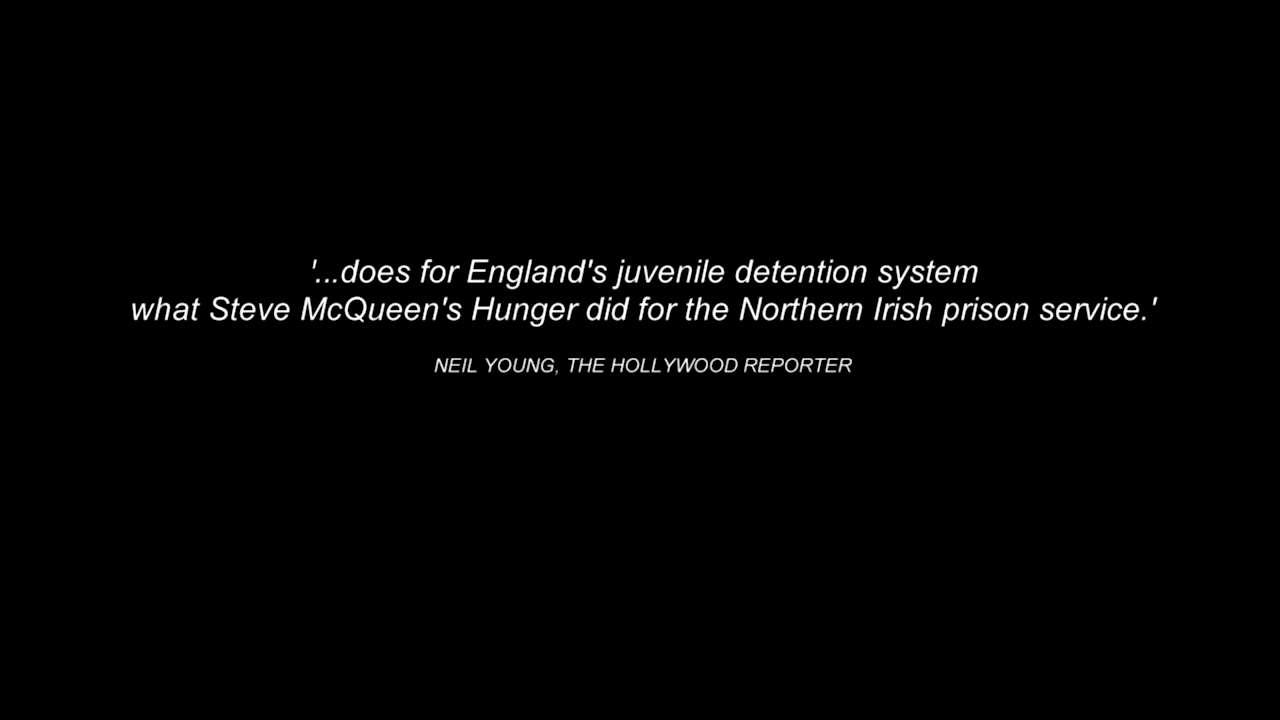 '...does for England's juvenile detention system
what Steve McQueen's Hunger did for the Northern Irish prison service.'
NEIL YOUNG, THE HOLLYWOOD REPORTER